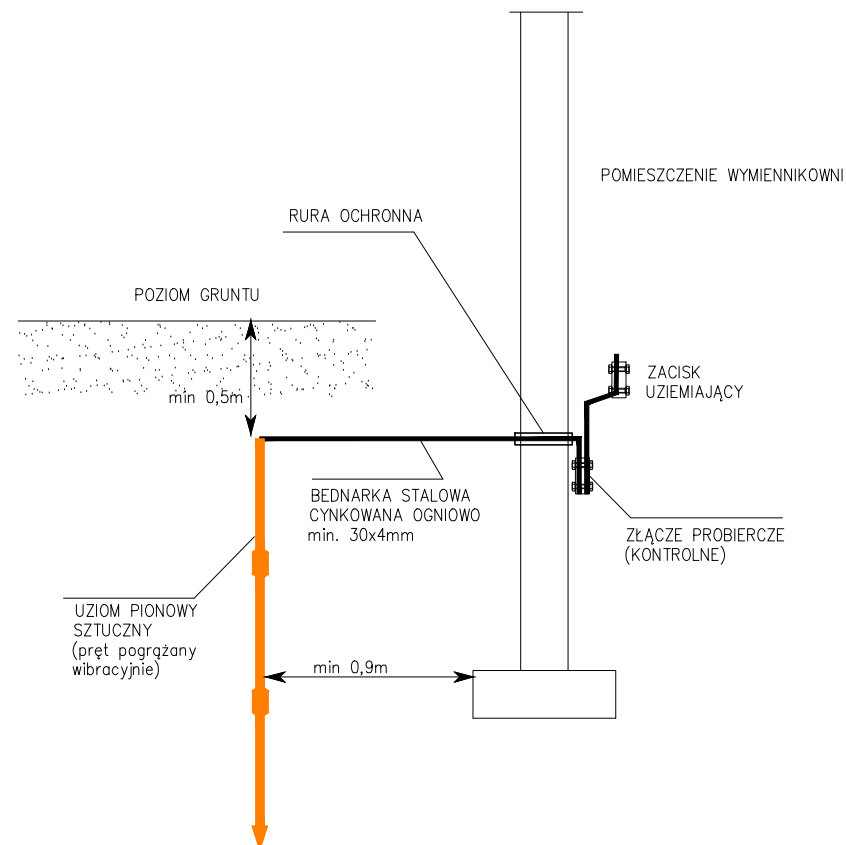 POMIESZCZENIE WYMIENNIKOWNI
RURA OCHRONNA
POZIOM GRUNTU
min 0,5m
ZACISK
UZIEMIAJĄCY
BEDNARKA STALOWA
CYNKOWANA OGNIOWO
min. 30x4mm
ZŁĄCZE PROBIERCZE
(KONTROLNE)
UZIOM PIONOWY
SZTUCZNY
(pręt pogrążany
wibracyjnie)
min 0,9m